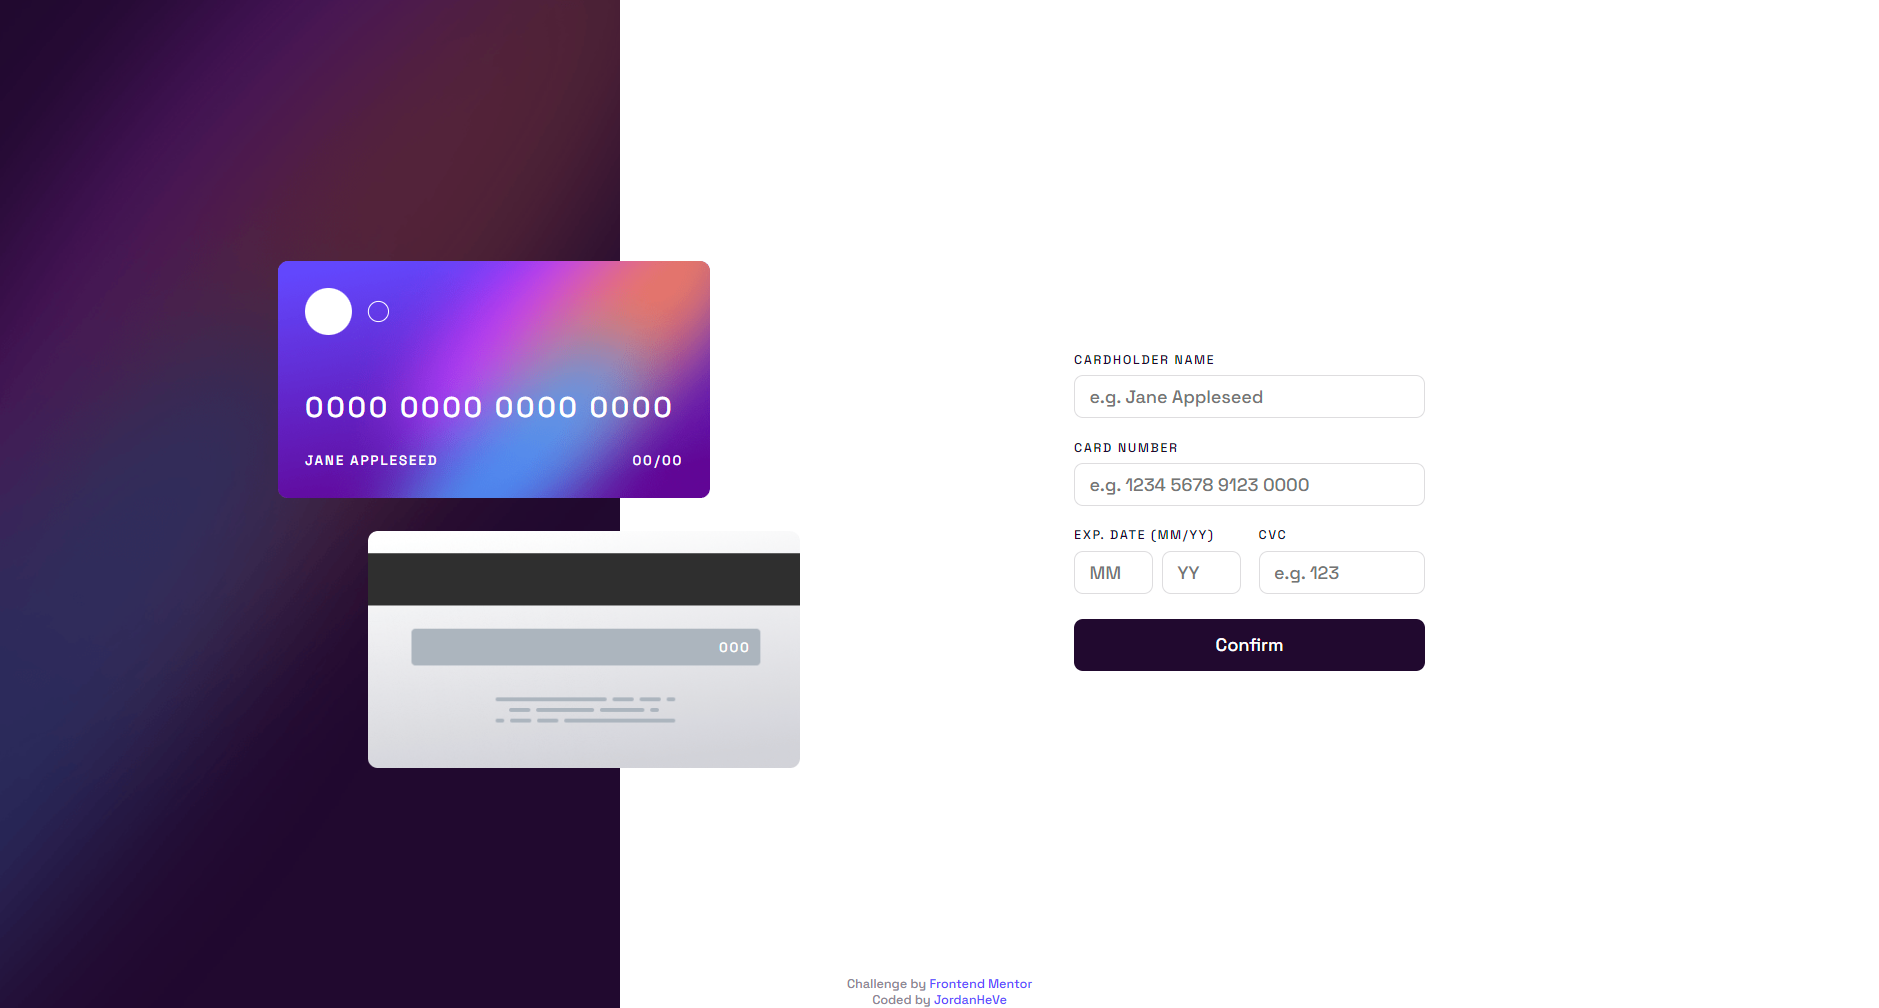 0000 0000 0000 0000
JANE APPLESEED 00/00
000
CARDHOLDER NAME
e.g. Jane Appleseed
CARD NUMBER
e.g. 1234 5678 9123 0000
EXP. DATE (MM/YY) CVC
MM YY e.g. 123
Confirm
Challenge by Frontend Mentor
Coded by JordanHeVe